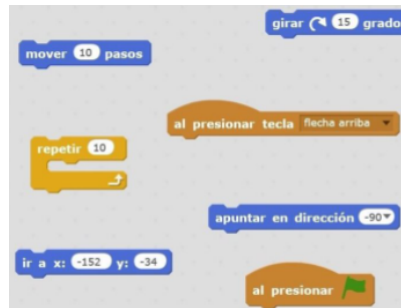 girar 15 grado
mover 10 pasos
al presionar tecla flecha arriba
repetir 10
apuntar en dirección -90
ir a x: -152 y: -34
al presionar